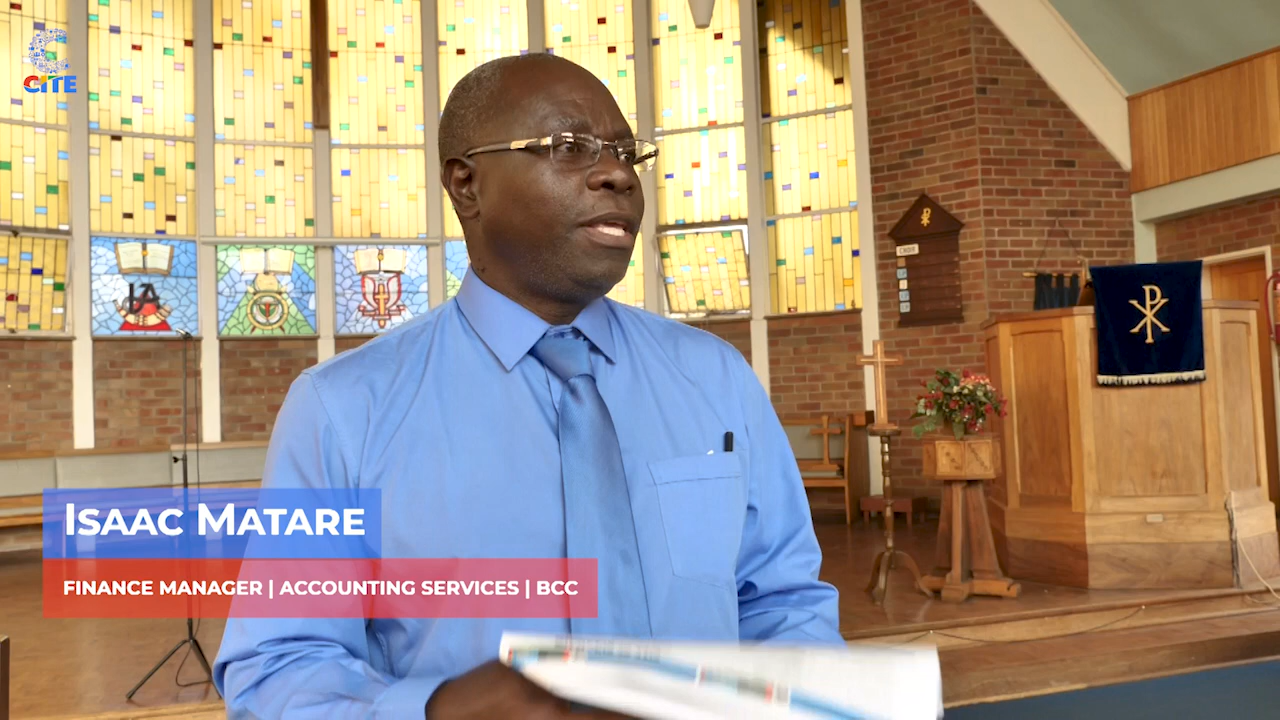 CITE
ISAAC MATARE
FINANCE MANAGER | ACCOUNTING SERVICES | BCC